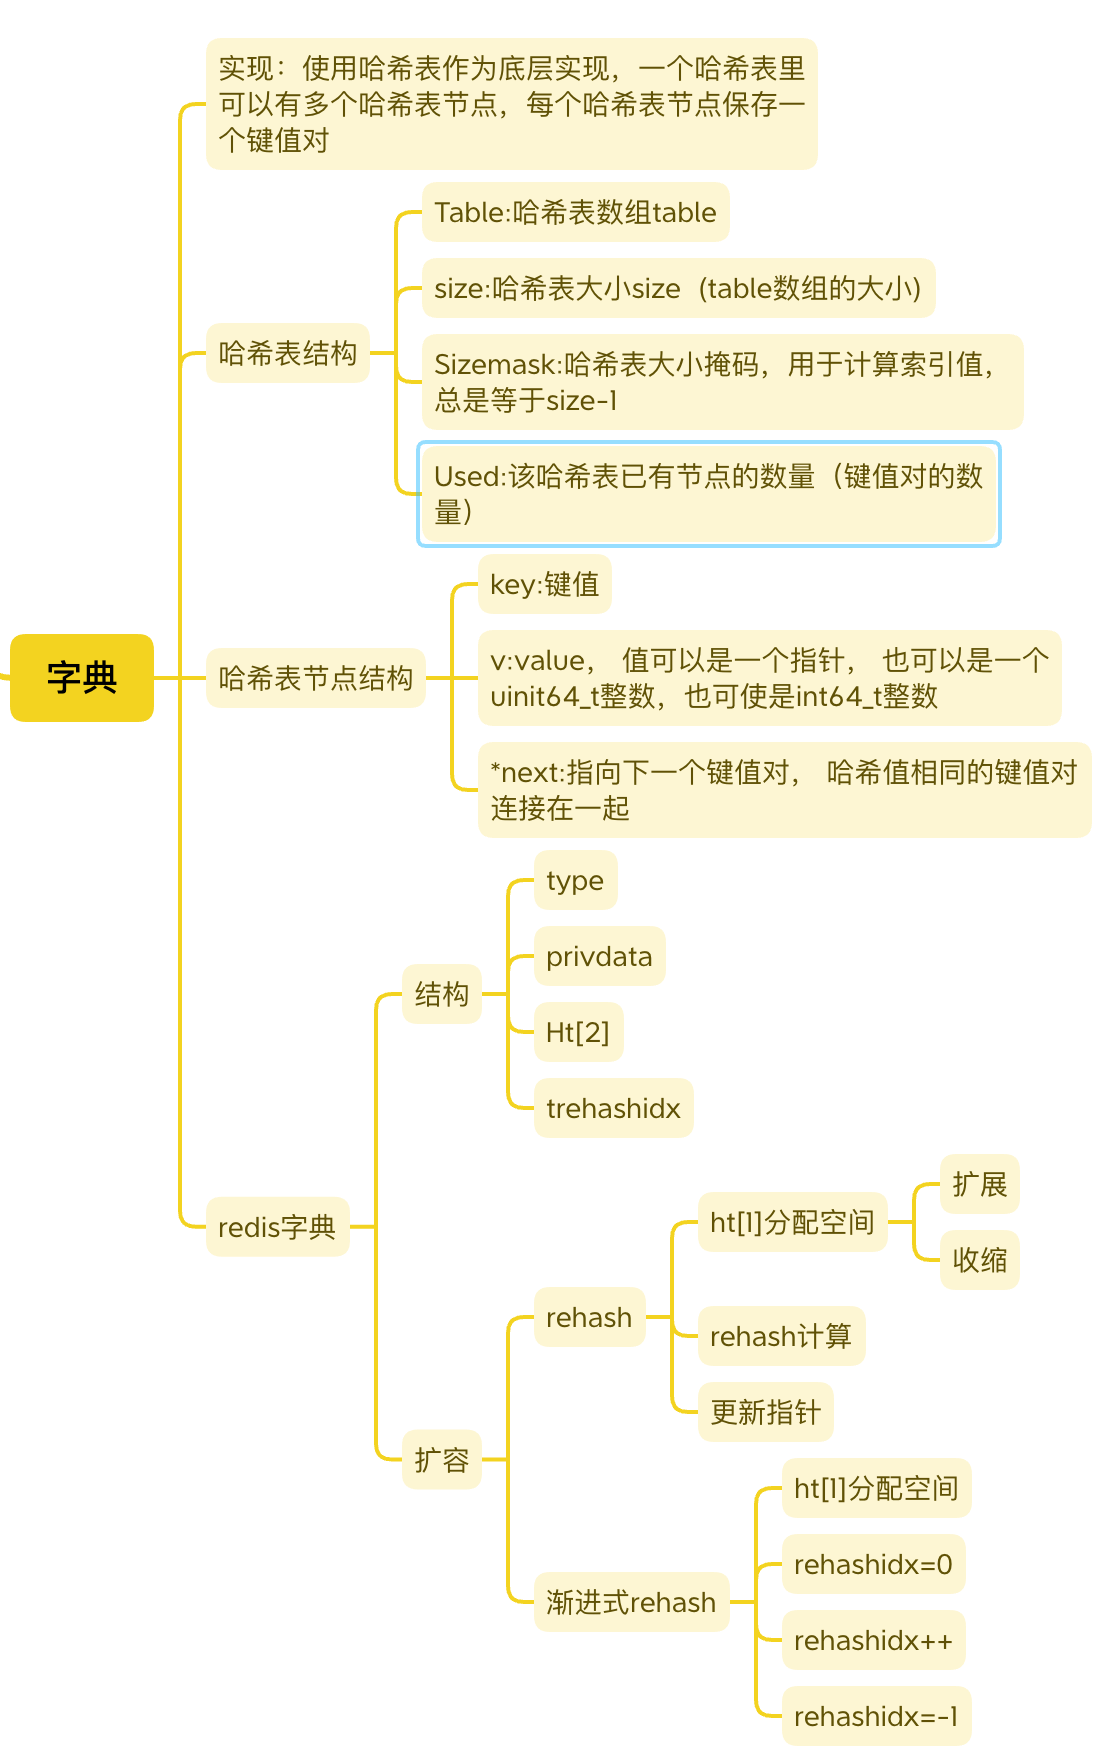 实现：使用哈希表作为底层实现，一个哈希表里
可以有多个哈希表节点，每个哈希表节点保存一
个键值对
Table:哈希表数组table
size:哈希表大小size（table数组的大小)
哈希表结构
Sizemask:哈希表大小掩码，用于计算索引值，
总是等于size-1
Used:该哈希表已有节点的数量（键值对的数
量）
key:键值
字典
哈希表节点结构
v:value， 值可以是一个指针， 也可以是一个
uinit64_t整数，也可使是int64_t整数
*next:指向下一个键值对， 哈希值相同的键值对
连接在一起
type
privdata
结构
Ht[2]
trehashidx
redis字典
扩展
ht[1]分配空间
收缩
rehash
rehash计算
更新指针
扩容
ht[1]分配空间
rehashidx=0
渐进式rehash
rehashidx++
rehashidx=-1